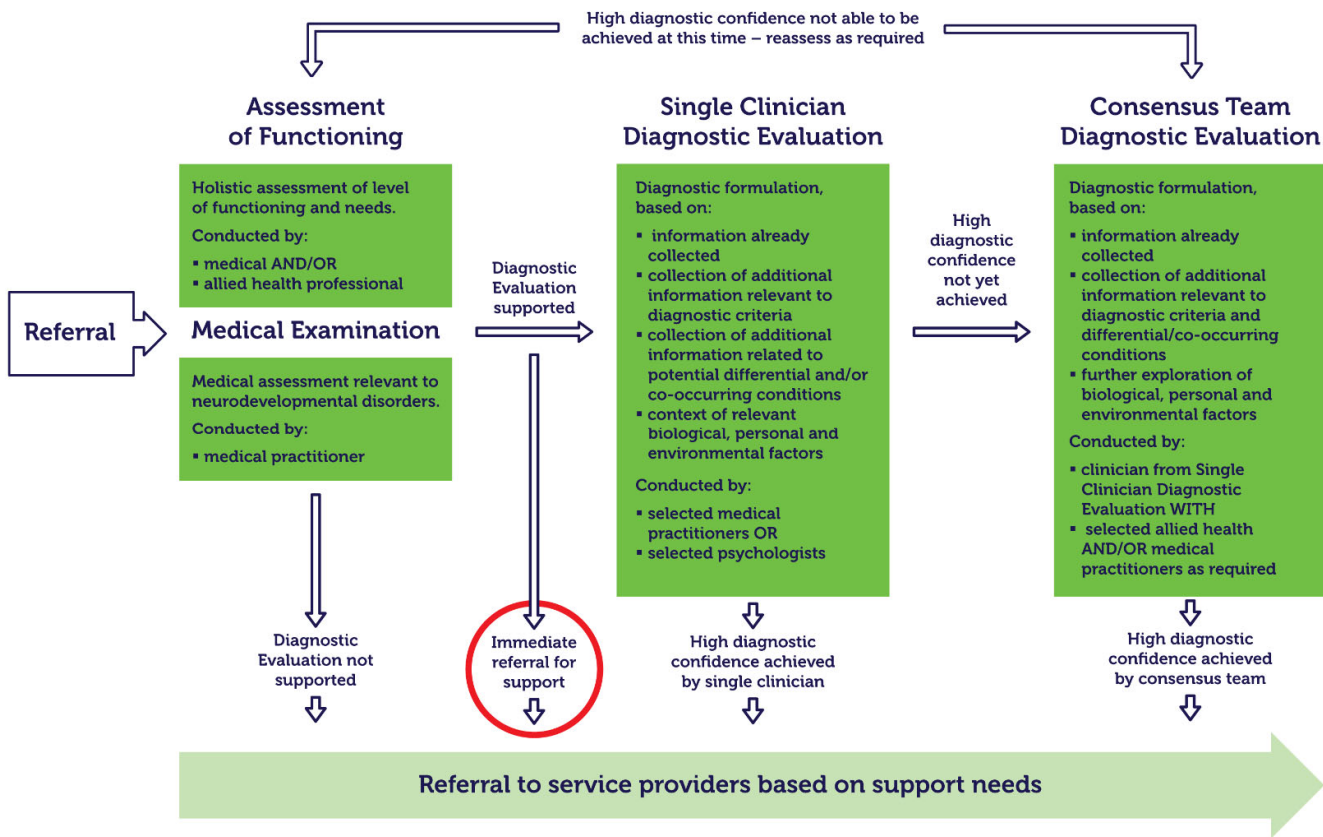 High diagnostic confidence not able to be
achieved at this time – reassess as required
Assessment
of Functioning
Holistic assessment of level
of functioning and needs.
Conducted by:
▪ medical AND/OR
▪ allied health professional
Referral
Medical Examination
Medical assessment relevant to
neurodevelopmental disorders.
Conducted by:
▪ medical practitioner
Diagnostic
Evaluation not
supported
Diagnostic
Evaluation
supported
Immediate
referral for
support
Single Clinician
Diagnostic Evaluation
Diagnostic formulation,
based on:
▪ information already
collected
▪ collection of additional
information relevant to
diagnostic criteria
▪ collection of additional
information related to
potential differential and/or
co-occurring conditions
▪ context of relevant
biological, personal and
environmental factors
Conducted by:
▪ selected medical
practitioners OR
▪ selected psychologists
High diagnostic
confidence achieved
by single clinician
High
diagnostic
confidence
not yet
achieved
Consensus Team
Diagnostic Evaluation
Diagnostic formulation,
based on:
▪ information already
collected
▪ collection of additional
information relevant to
diagnostic criteria and
differential/co-occurring
conditions
▪ further exploration of
biological, personal and
environmental factors
Conducted by:
▪ clinician from Single
Clinician Diagnostic
Evaluation WITH
▪ selected allied health
AND/OR medical
practitioners as required
High diagnostic
confidence achieved
by consensus team
Referral to service providers based on support needs